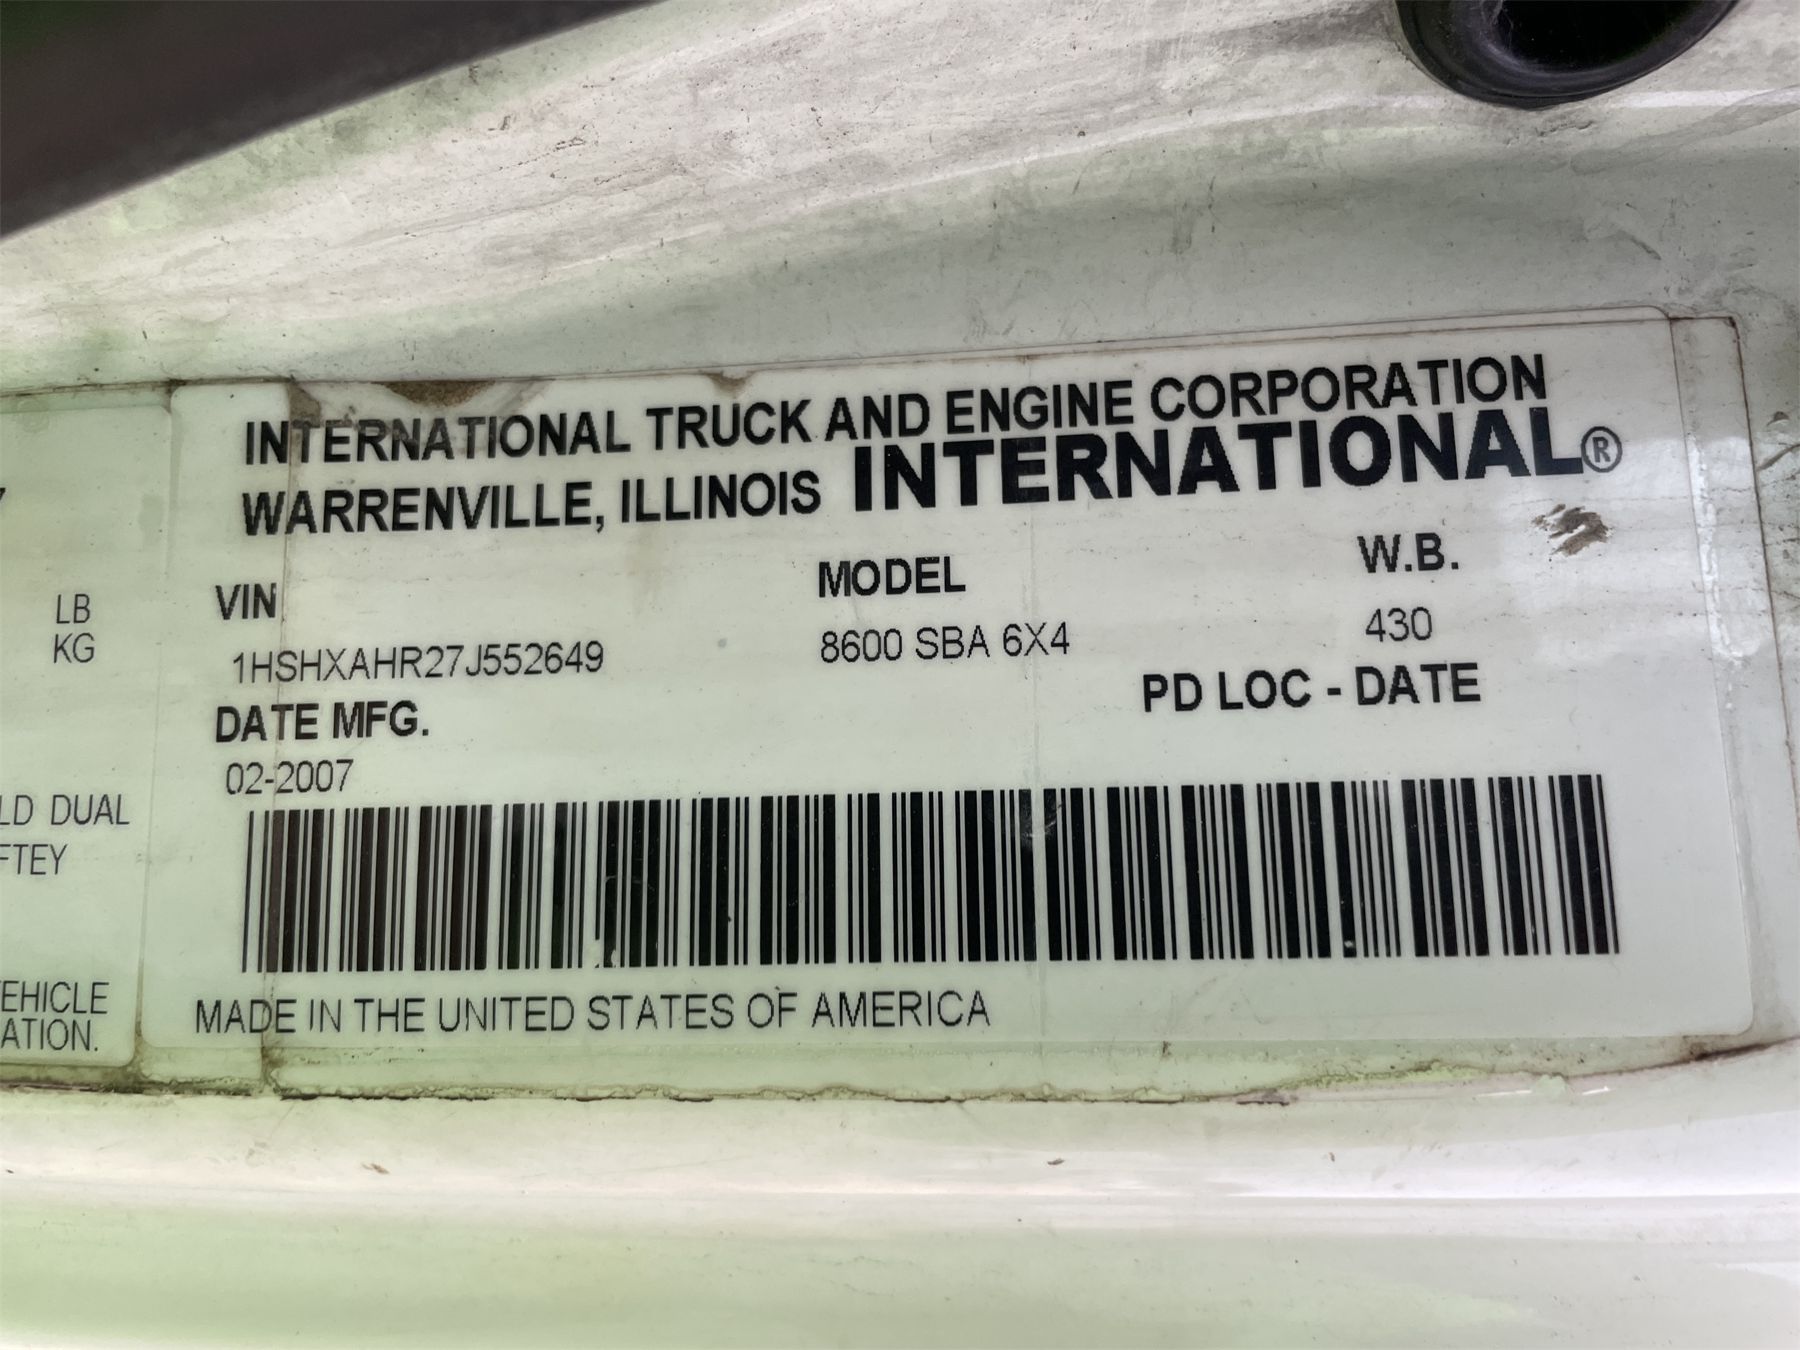 INTERNATIONAL TRUCK AND ENGINE CORPORATION
WARRENVILLE, ILLINOIS INTERNATIONAL®
VIN MODEL W.B.
1HSHXAHR27J552649 8600 SBA 6X4 430
DATE MFG. PD LOC - DATE
02-2007
MADE IN THE UNITED STATES OF AMERICA
LB
KG
LD DUAL
FTEY
EHICLE
ATION.